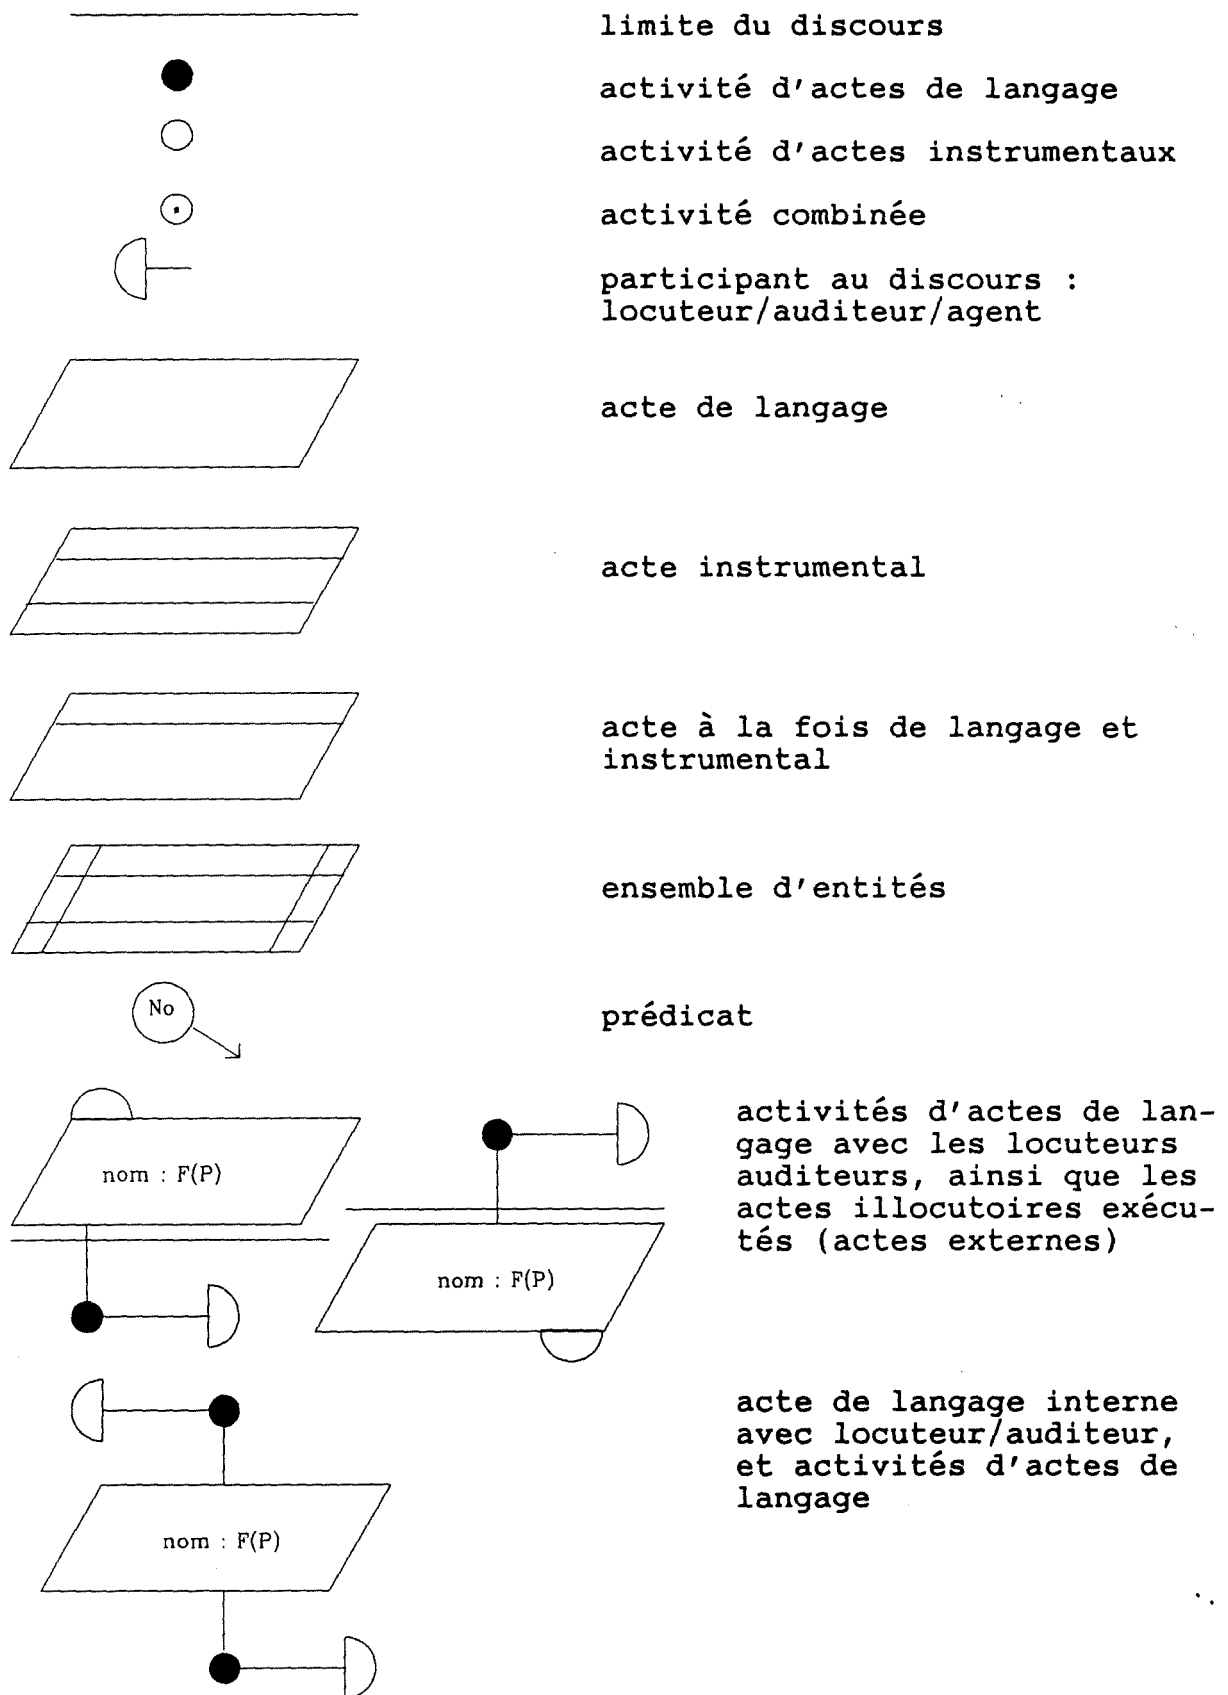 limite du discours
activité d'actes de langage
activité d'actes instrumentaux
activité combinée
participant au discours :
locuteur/auditeur/agent
acte de langage
acte instrumental
acte à la fois de langage et
instrumental
ensemble d'entités
No
prédicat
activités d'actes de lan-
gage avec les locuteurs
auditeurs, ainsi que les
actes illocutoires exécu-
tés (actes externes)
nom : F(P)
nom : F(P)
acte de langage interne
avec locuteur/auditeur,
et activités d'actes de
langage
nom : F(P)